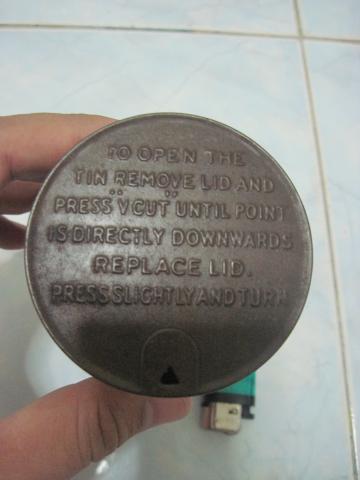 TO OPEN THE
TIN REMOVE LID AND
PRESS "V CUT" UNTIL POINT
IS DIRECTLY DOWNWARDS
REPLACE LID.
PRESS SLIGHTLY AND TURN